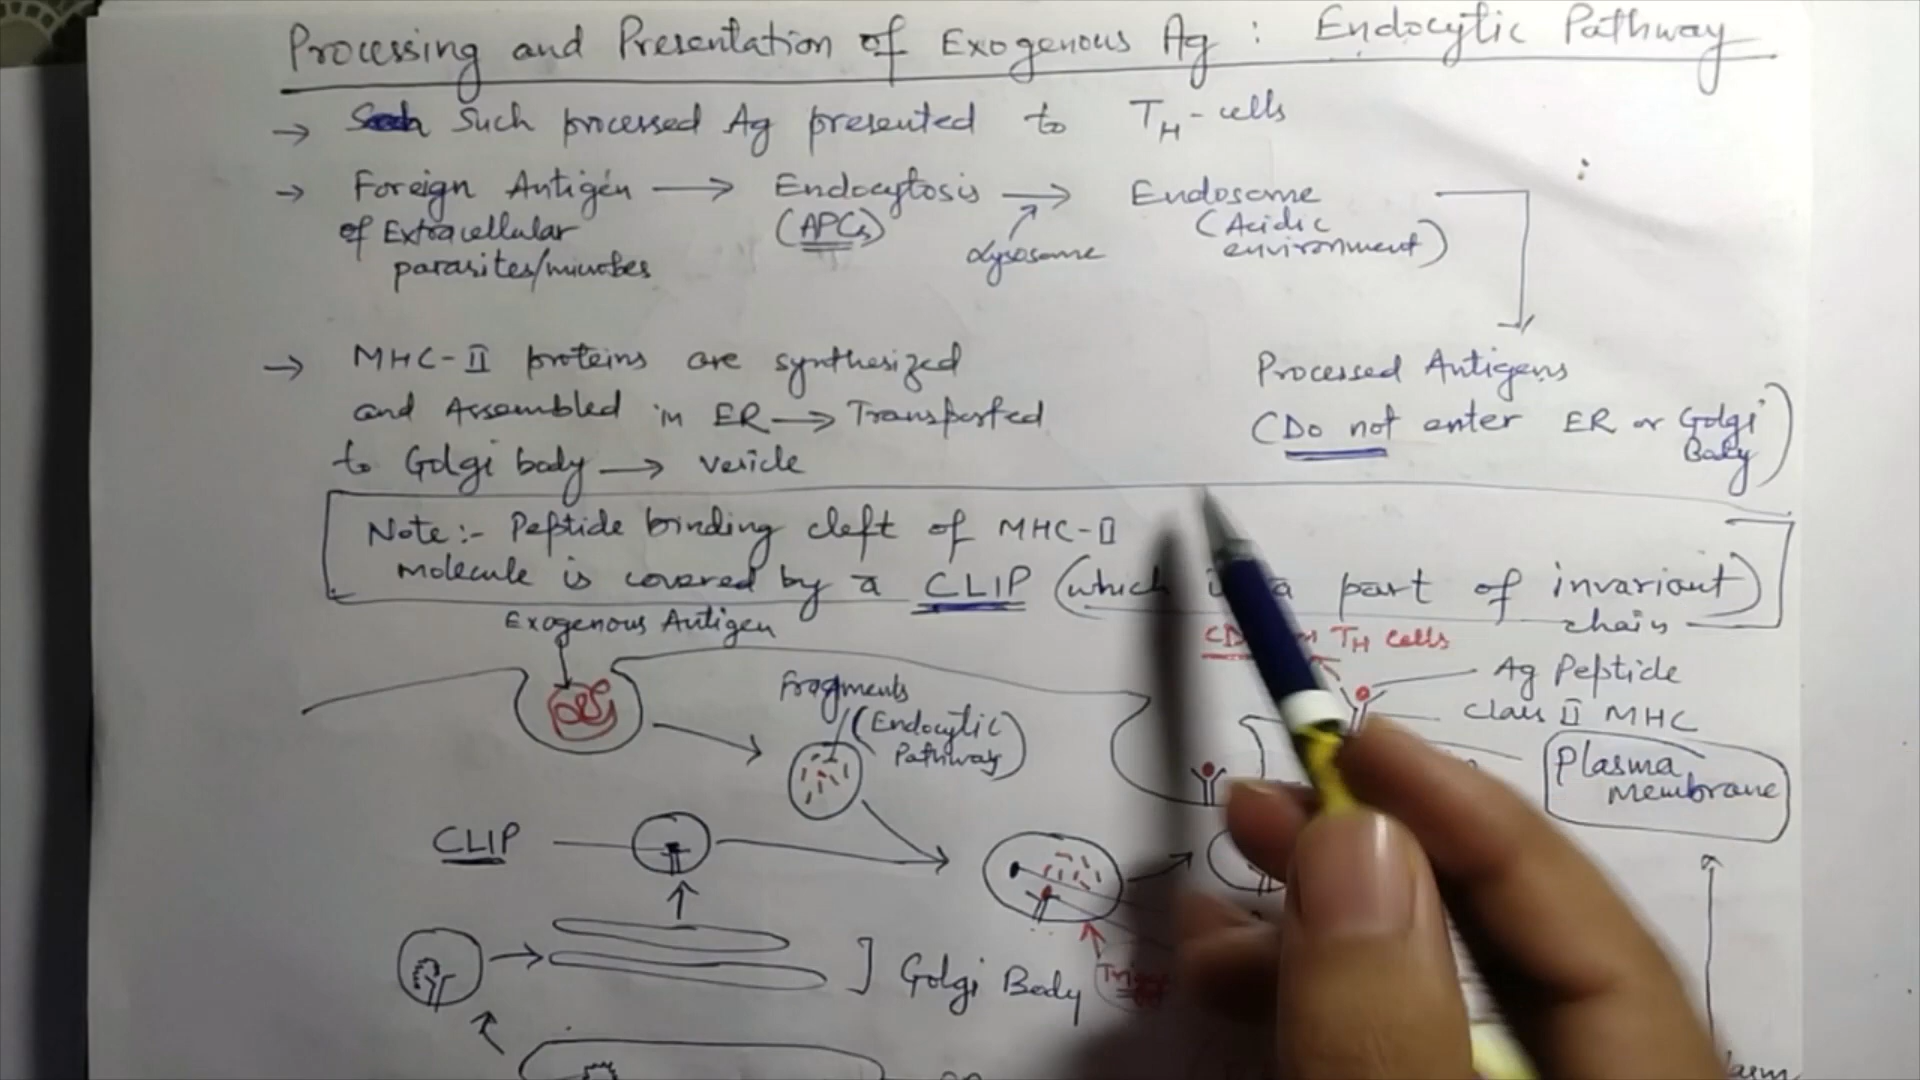 Processing and Presentation of Exogenous Ag : Endocytic Pathway
→ Such processed Ag presented to TH-cells
→ Foreign Antigen → Endocytosis → Endosome
of Extracellular
parasites/microbes
(APCs)
Lysosome
(Acidic
environment)
→ MHC-II proteins are synthesized
and Assembled in ER → Transported
to Golgi body → vesicle
Processed Antigens
(Do not enter ER or Golgi
Body)
Note:- Peptide binding cleft of MHC-II
molecule is covered by a CLIP (which a part of invariant)
chain
Exogenous Antigen
TH cells
Ag Peptide
Class II MHC
Plasma
Membrane
Fragments
(Endocytic
Pathway)
CLIP
] Golgi Body